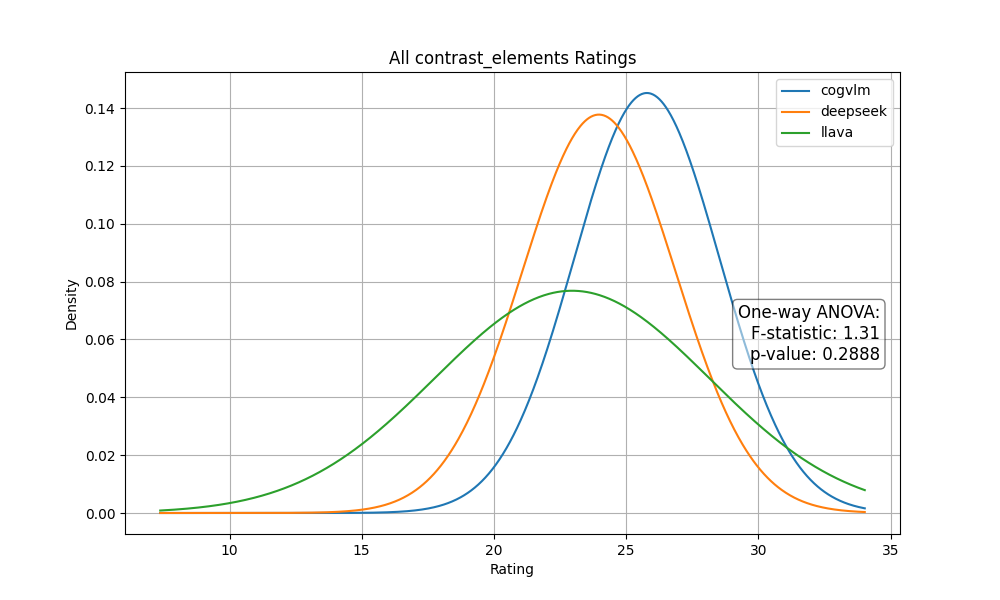 All contrast_elements Ratings
cogvlm
deepseek
llava
One-way ANOVA:
F-statistic: 1.31
p-value: 0.2888
Density
0.14
0.12
0.10
0.08
0.06
0.04
0.02
0.00
10
15
20
25
30
35
Rating